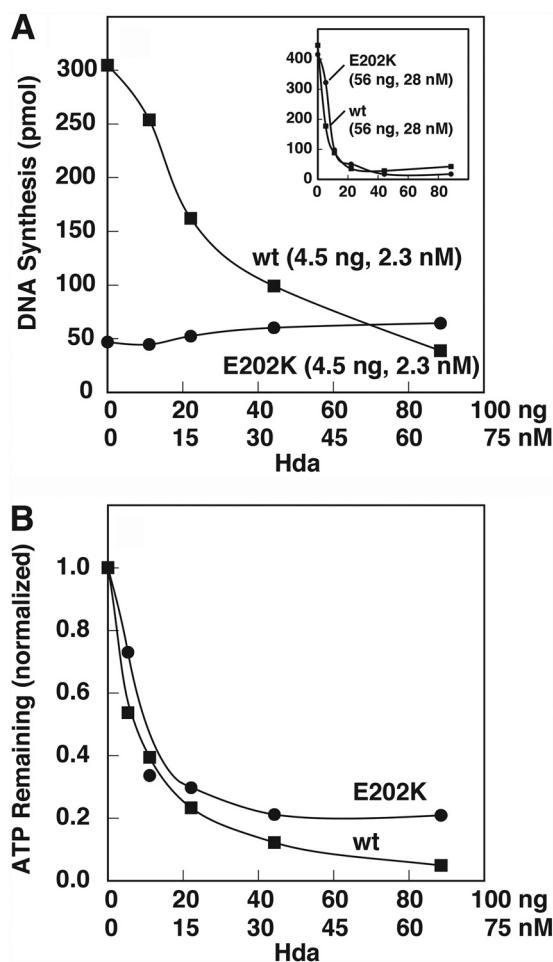 A
DNA Synthesis (pmol)
300
250
200
150
100
50
0
400
300
200
100
0
E202K
(56 ng, 28 nM)
wt
(56 ng, 28 nM)
0 20 40 60 80
wt (4.5 ng, 2.3 nM)
E202K (4.5 ng, 2.3 nM)
0 20 40 60 80 100 ng
0 15 30 45 60 75 nM
Hda
B
ATP Remaining (normalized)
1.0
0.8
0.6
0.4
0.2
0.0
E202K
wt
0 20 40 60 80 100 ng
0 15 30 45 60 75 nM
Hda